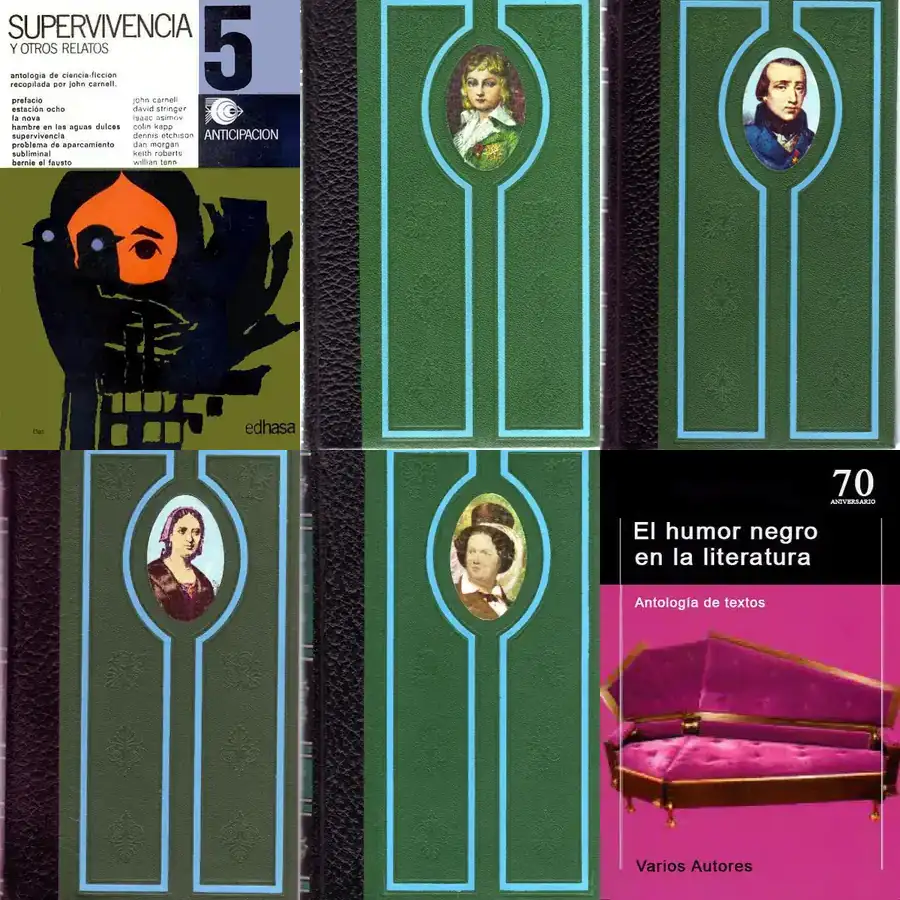 SUPERVIVENCIA
Y OTROS RELATOS
5
antología de ciencia-ficción
recopilada por john carnell.
prefacio john carnell
estación ocho david stringer
la nova isaac asimov
hambre en las aguas dulces colin kapp
supervivencia dennis etchison
problema de aparcamiento dan morgan
subliminal keith roberts
bernie el fausto willian tenn
ANTICIPACION
edhasa
70
ANIVERSARIO
El humor negro
en la literatura
Antología de textos
Varios Autores